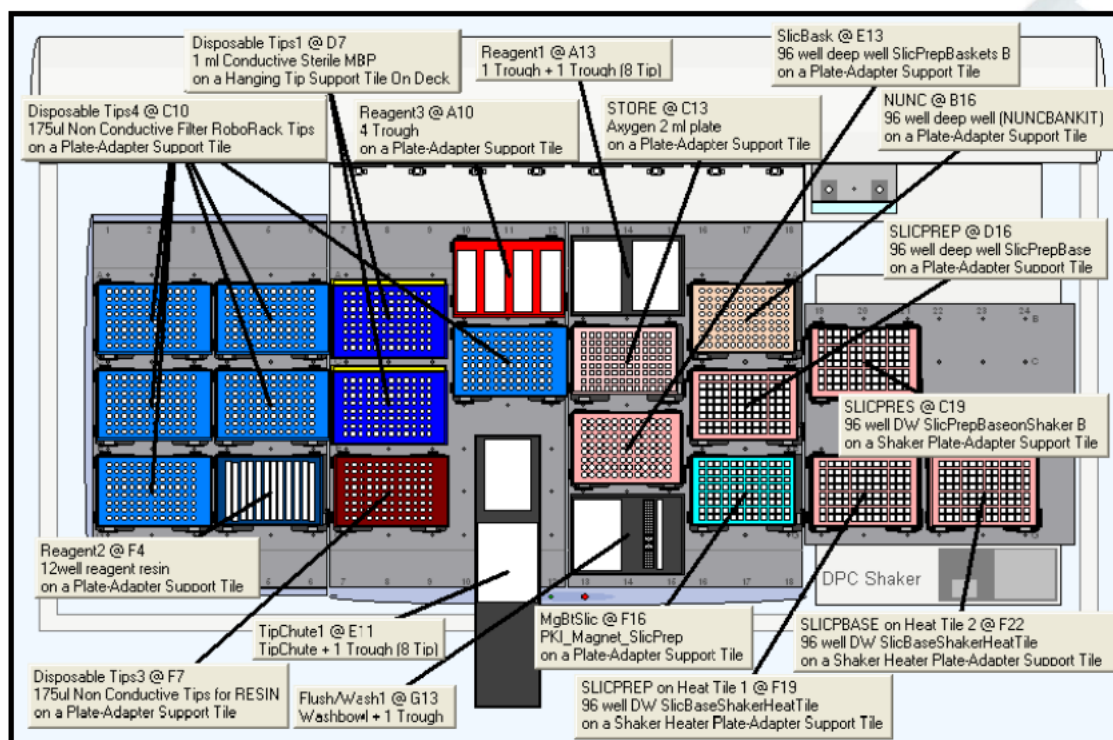 Disposable Tips1 @ D7
1 ml Conductive Sterile MBP
on a Hanging Tip Support Tile On Deck
Reagent1 @ A13
1 Trough + 1 Trough (8 Tip)
SlicBask @ E13
96 well deep well SlicPrepBaskets B
on a Plate-Adapter Support Tile
Disposable Tips4 @ C10
175ul Non Conductive Filter RoboRack Tips
on a Plate-Adapter Support Tile
Reagent3 @ A10
4 Trough
on a Plate-Adapter Support Tile
STORE @ C13
Axygen 2 ml plate
on a Plate-Adapter Support Tile
NUNC @ B16
96 well deep well (NUNCBANKIT)
on a Plate-Adapter Support Tile
SLICPREP @ D16
96 well deep well SlicPrepBase
on a Plate-Adapter Support Tile
SLICPRES @ C19
96 well DW SlicPrepBaseonShaker B
on a Shaker Plate-Adapter Support Tile
Reagent2 @ F4
12well reagent resin
on a Plate-Adapter Support Tile
DPC Shaker
TipChute1 @ E11
TipChute + 1 Trough (8 Tip)
MgBtSlic @ F16
PKI_Magnet_SlicPrep
on a Plate-Adapter Support Tile
SLICPBASE on Heat Tile 2 @ F22
96 well DW SlicBaseShakerHeatTile
on a Shaker Heater Plate-Adapter Support Tile
Disposable Tips3 @ F7
175ul Non Conductive Tips for RESIN
on a Plate-Adapter Support Tile
Flush/Wash1 @ G13
Washbowl + 1 Trough
SLICPREP on Heat Tile 1 @ F19
96 well DW SlicBaseShakerHeatTile
on a Shaker Heater Plate-Adapter Support Tile